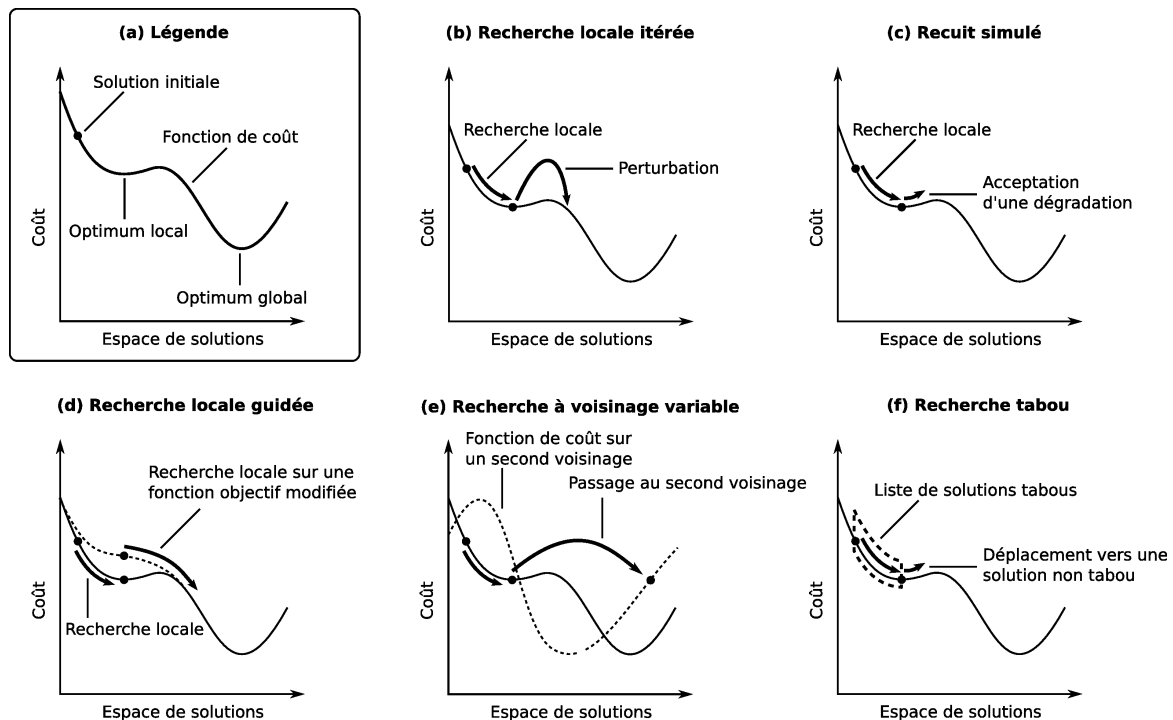 (a) Légende
Solution initiale
Fonction de coût
Optimum local
Optimum global
Coût
Espace de solutions
(b) Recherche locale itérée
Recherche locale
Perturbation
Coût
Espace de solutions
(c) Recuit simulé
Recherche locale
Acceptation
d'une dégradation
Coût
Espace de solutions
(d) Recherche locale guidée
Recherche locale sur une
fonction objectif modifiée
Recherche locale
Coût
Espace de solutions
(e) Recherche à voisinage variable
Fonction de coût sur
un second voisinage
Passage au second voisinage
Coût
Espace de solutions
(f) Recherche tabou
Liste de solutions tabous
Déplacement vers une
solution non tabou
Coût
Espace de solutions